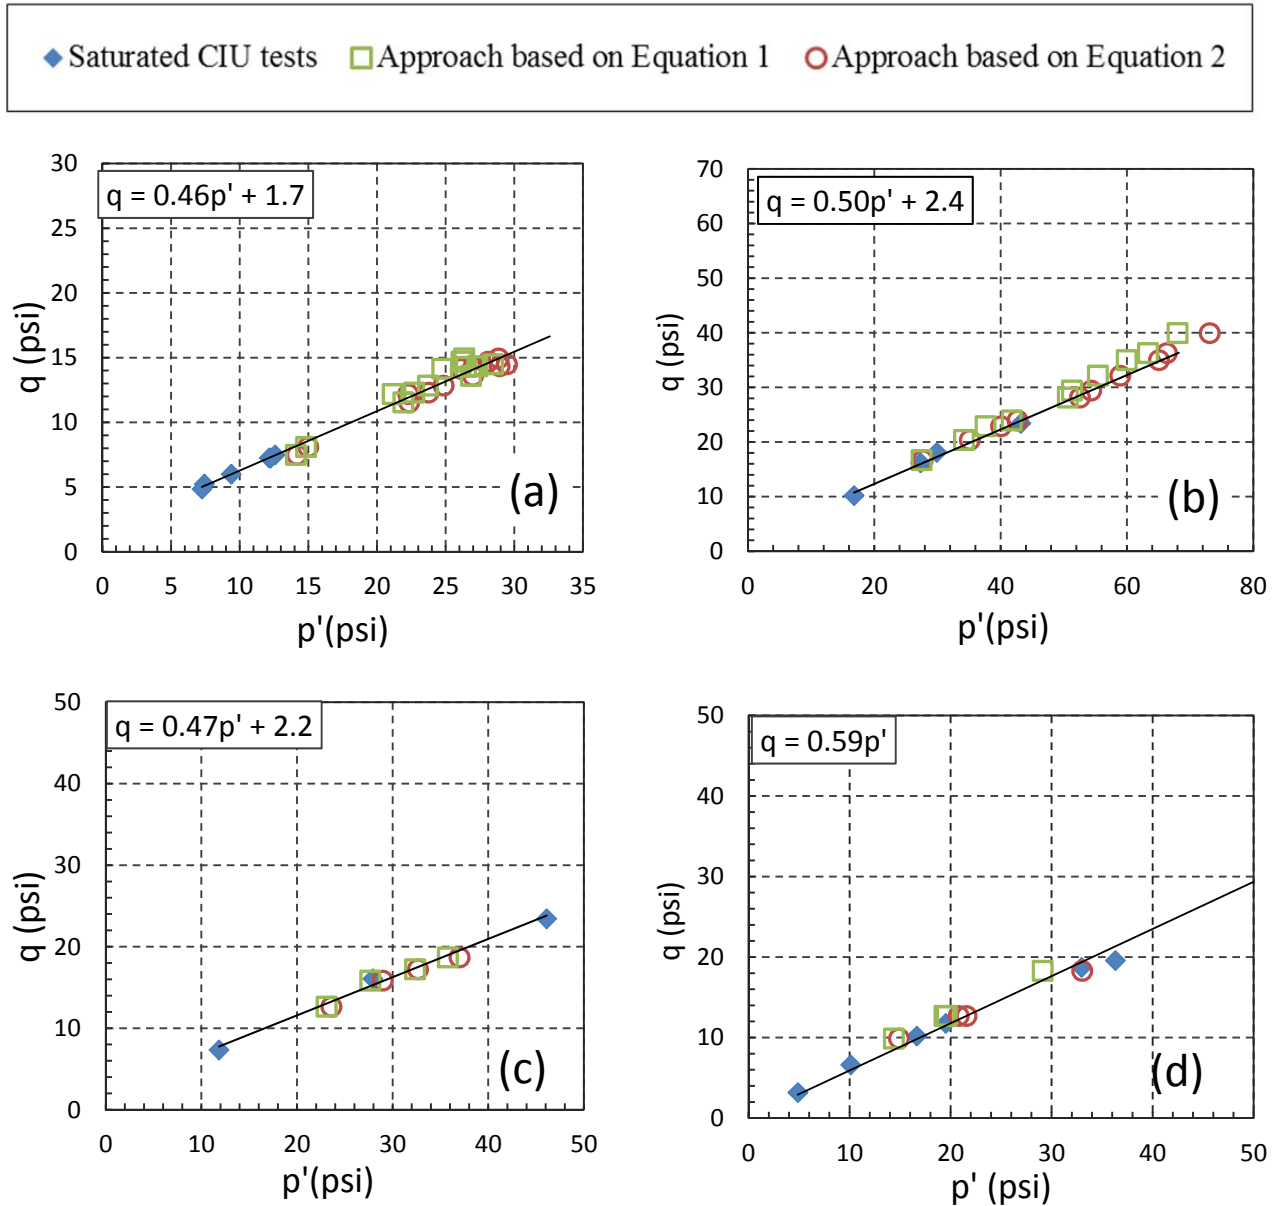 Saturated CIU tests Approach based on Equation 1 Approach based on Equation 2
q = 0.46p' + 1.7
30
25
20
15
10
5
0
q (psi)
(a)
0 5 10 15 20 25 30 35
p'(psi)
q = 0.50p' + 2.4
70
60
50
40
30
20
10
0
q (psi)
(b)
20 40 60 80
0
p'(psi)
q = 0.47p' + 2.2
50
40
30
20
10
0
q (psi)
(c)
0 10 20 30 40 50
p'(psi)
q = 0.59p'
50
40
30
20
10
0
q (psi)
(d)
0 10 20 30 40 50
p' (psi)